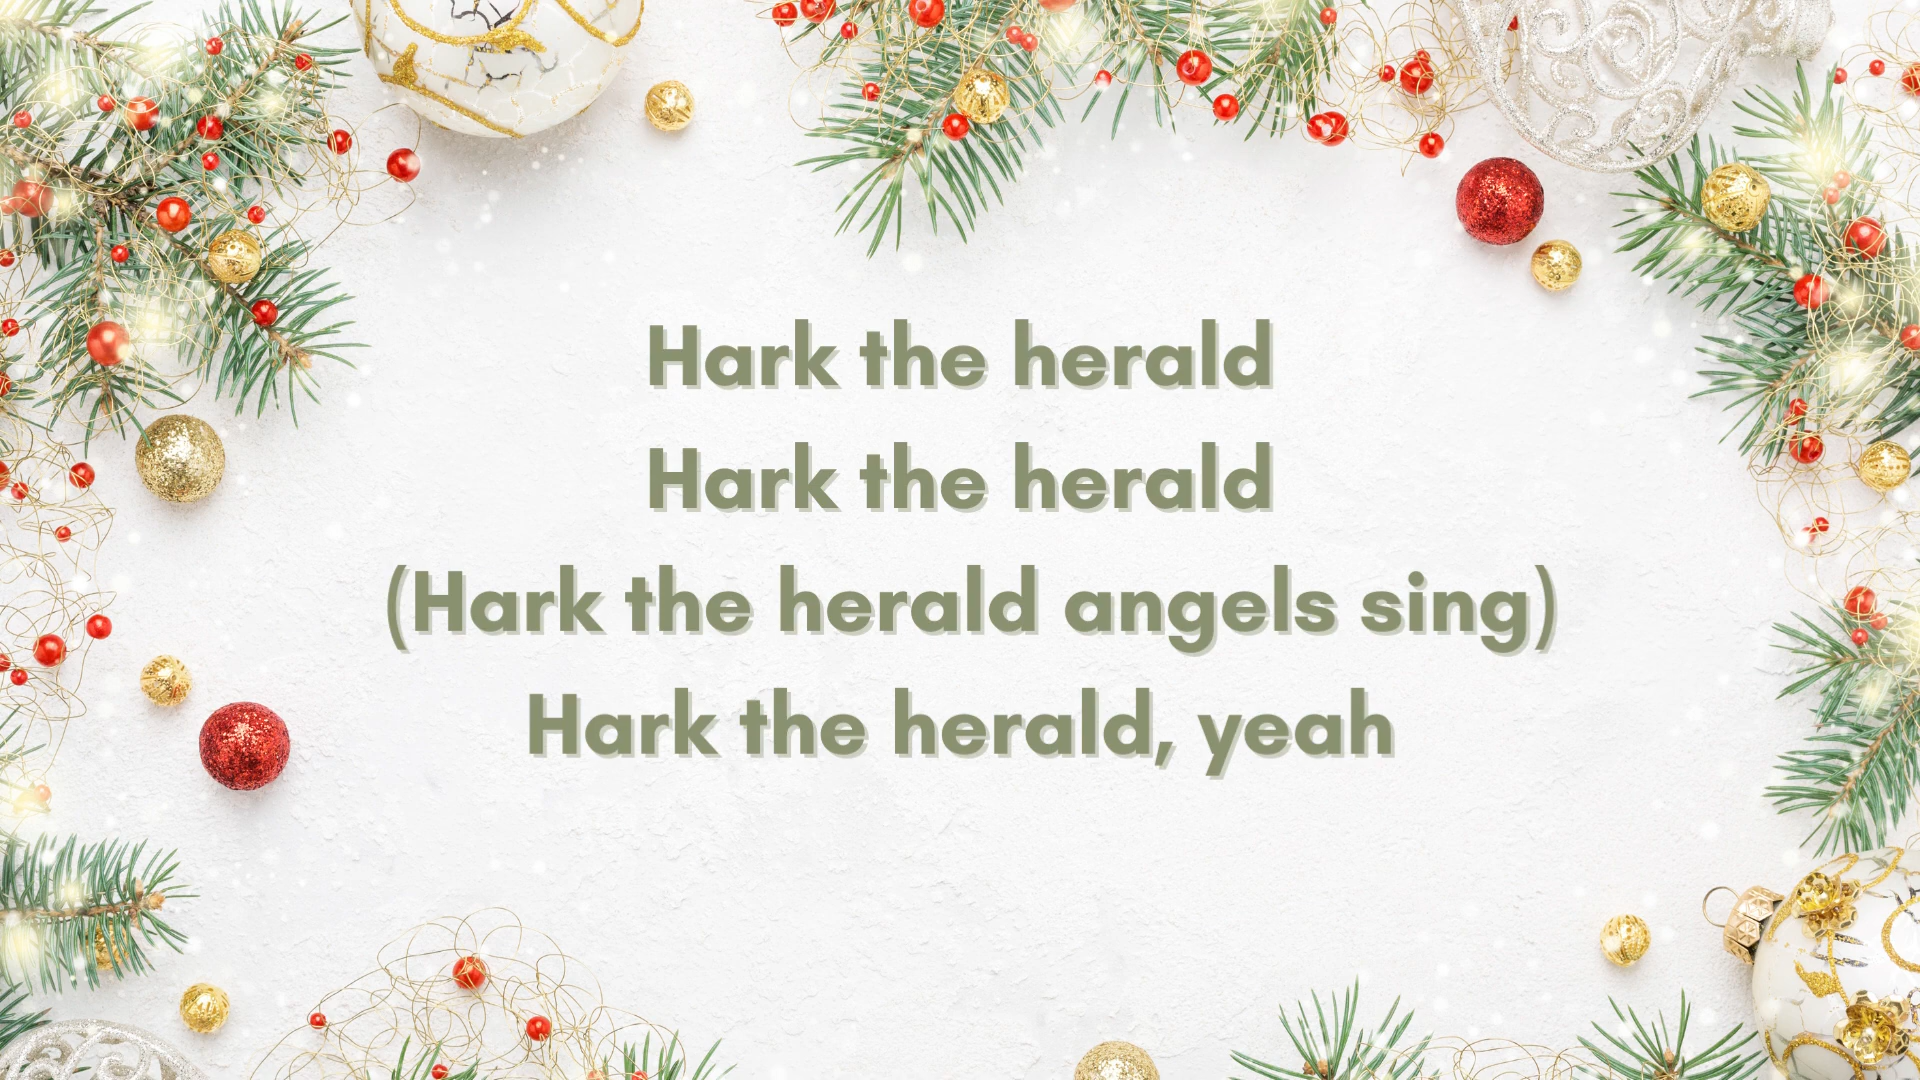 Hark the herald
Hark the herald
(Hark the herald angels sing)
Hark the herald, yeah